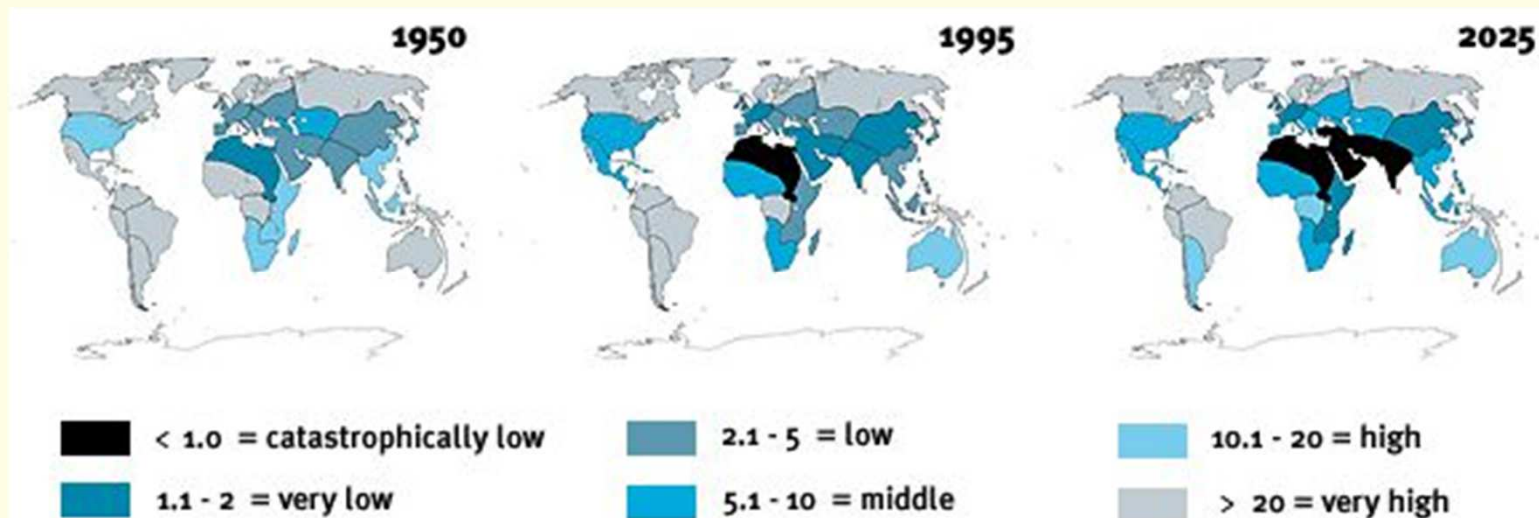 1950
1995
2025
< 1.0 = catastrophically low
2.1 - 5 = low
10.1 - 20 = high
1.1 - 2 = very low
5.1 - 10 = middle
> 20 = very high